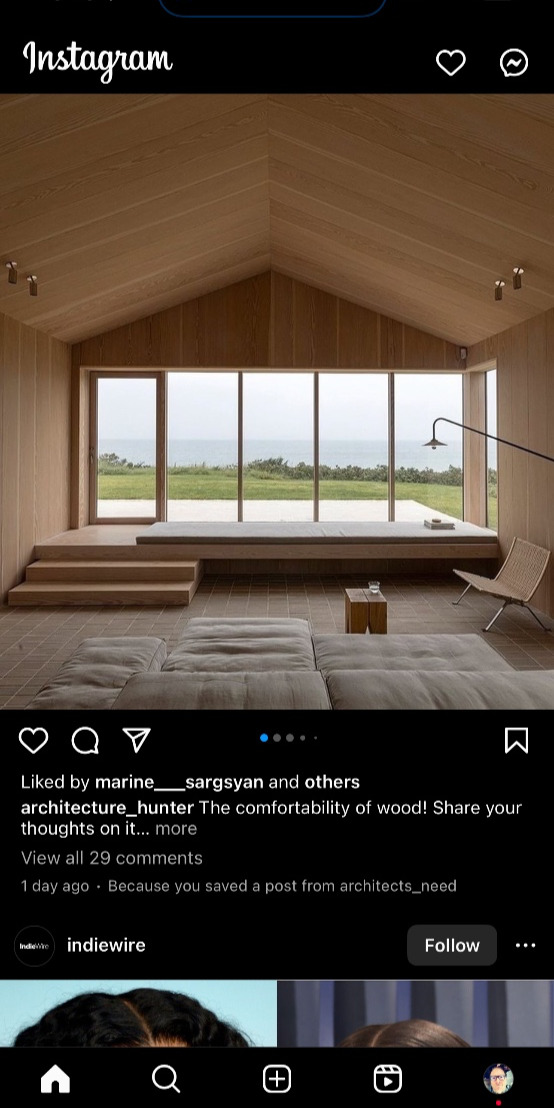 Instagram
Liked by marine___sargsyan and others
architecture_hunter The comfortability of wood! Share your
thoughts on it... more
View all 29 comments
1 day ago · Because you saved a post from architects_need
IndieWire
indiewire
Follow